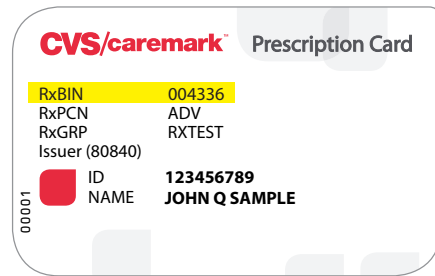 CVS/caremark™ Prescription Card
RxBIN 004336
RxPCN ADV
RxGRP RXTEST
Issuer (80840)
ID 123456789
NAME JOHN Q SAMPLE
00001